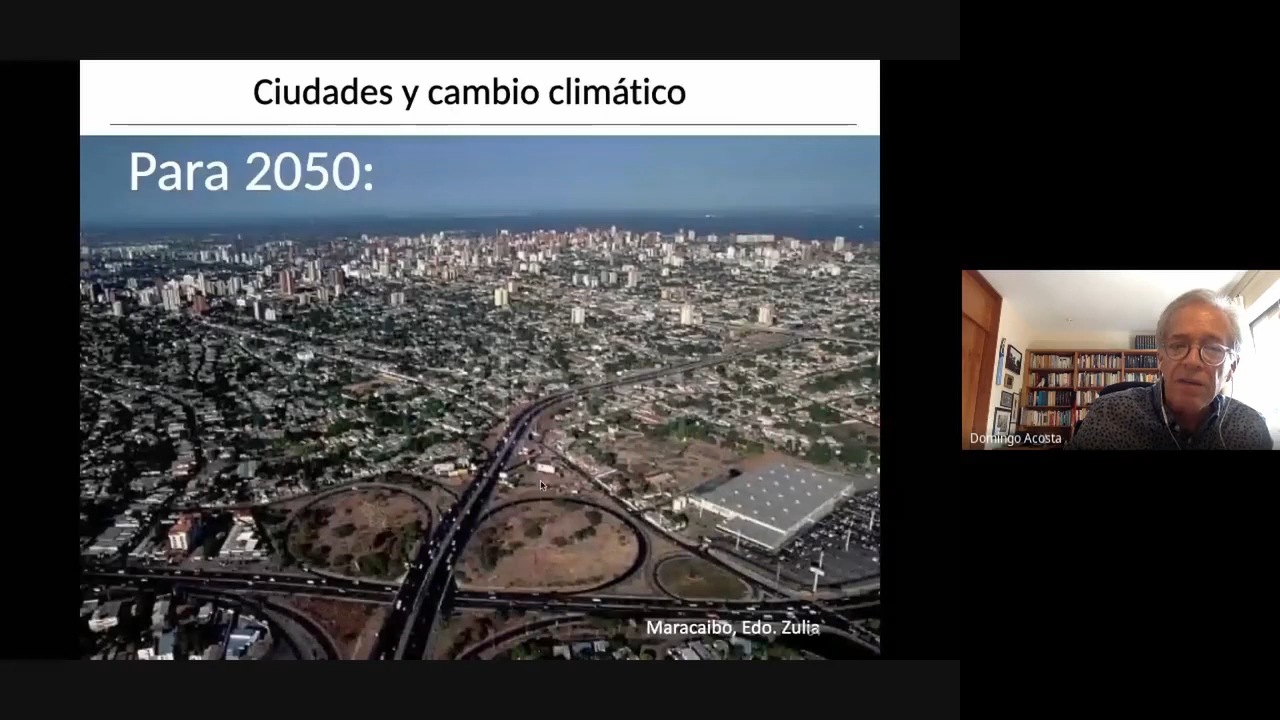 Ciudades y cambio climático
Para 2050:
Maracaibo, Edo. Zulia
Domingo Acosta